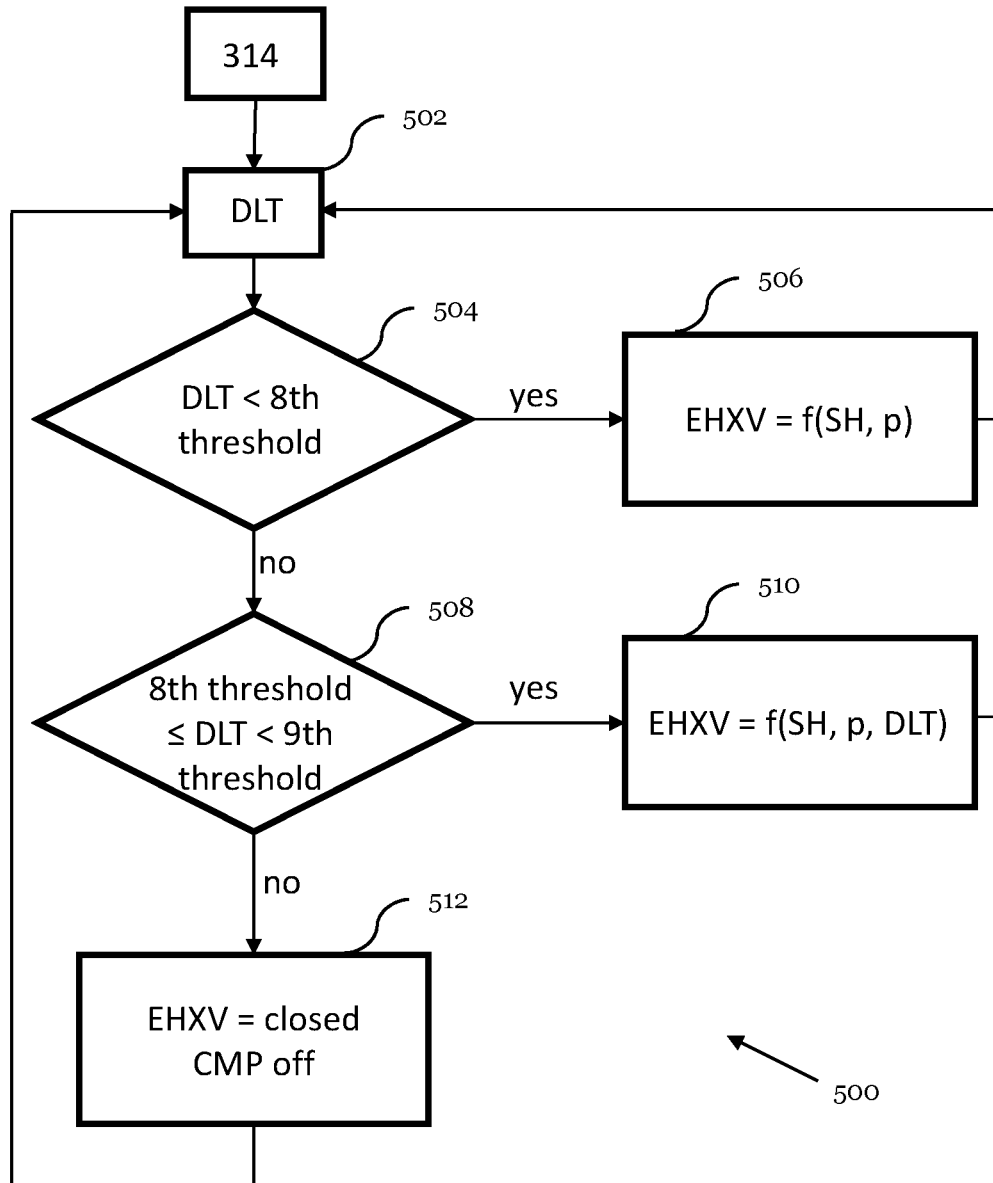 314
502
DLT
504
506
DLT < 8th
threshold
yes
EHXV = f(SH, p)
no
508
510
8th threshold
≤ DLT < 9th
threshold
yes
EHXV = f(SH, p, DLT)
no
512
EHXV = closed
CMP off
500